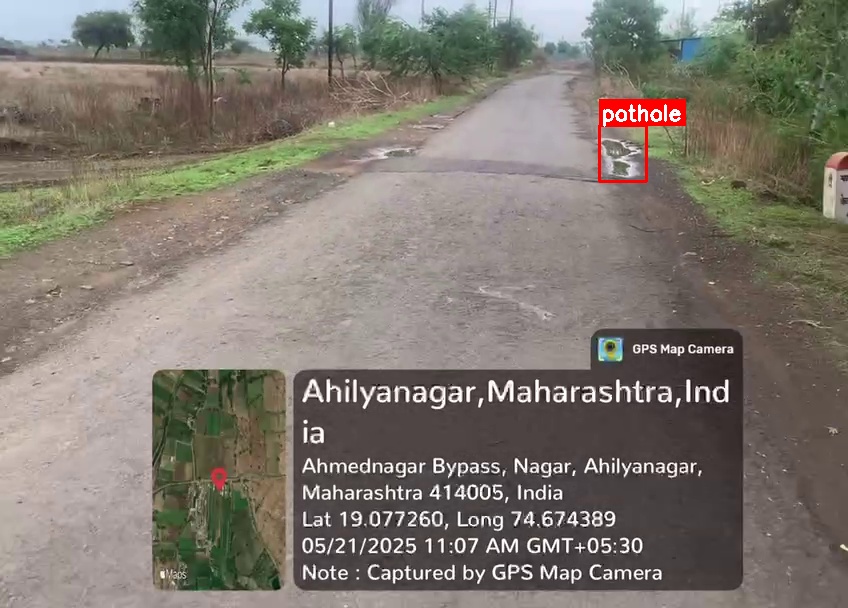 pothole
GPS Map Camera
Ahilyanagar,Maharashtra,Ind
ia
Ahmednagar Bypass, Nagar, Ahilyanagar,
Maharashtra 414005, India
Lat 19.077260, Long 74.674389
05/21/2025 11:07 AM GMT+05:30
Note : Captured by GPS Map Camera
Maps